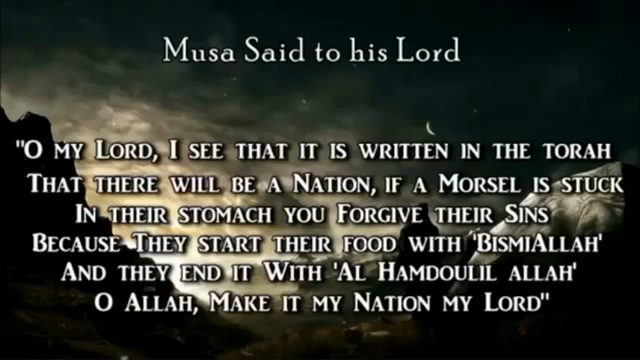 Musa Said to his Lord
"O my Lord, I see that it is written in the Torah
That there will be a Nation, if a Morsel is stuck
In their stomach you Forgive their Sins
Because They start their food with 'BismiAllah'
And they end it With 'Al Hamdoulil allah'
O Allah, Make it my Nation my Lord"